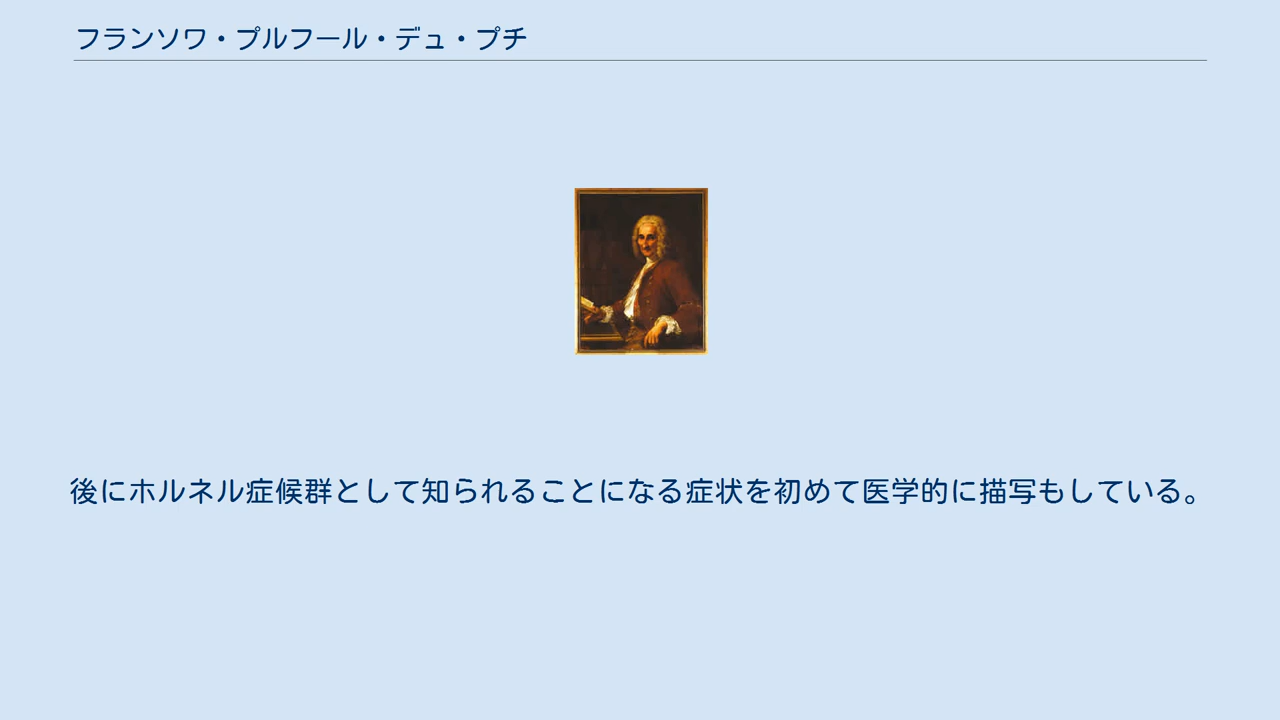 フランソワ・プルフール・デュ・プチ
後にホルネル症候群として知られることになる症状を初めて医学的に描写もしている。